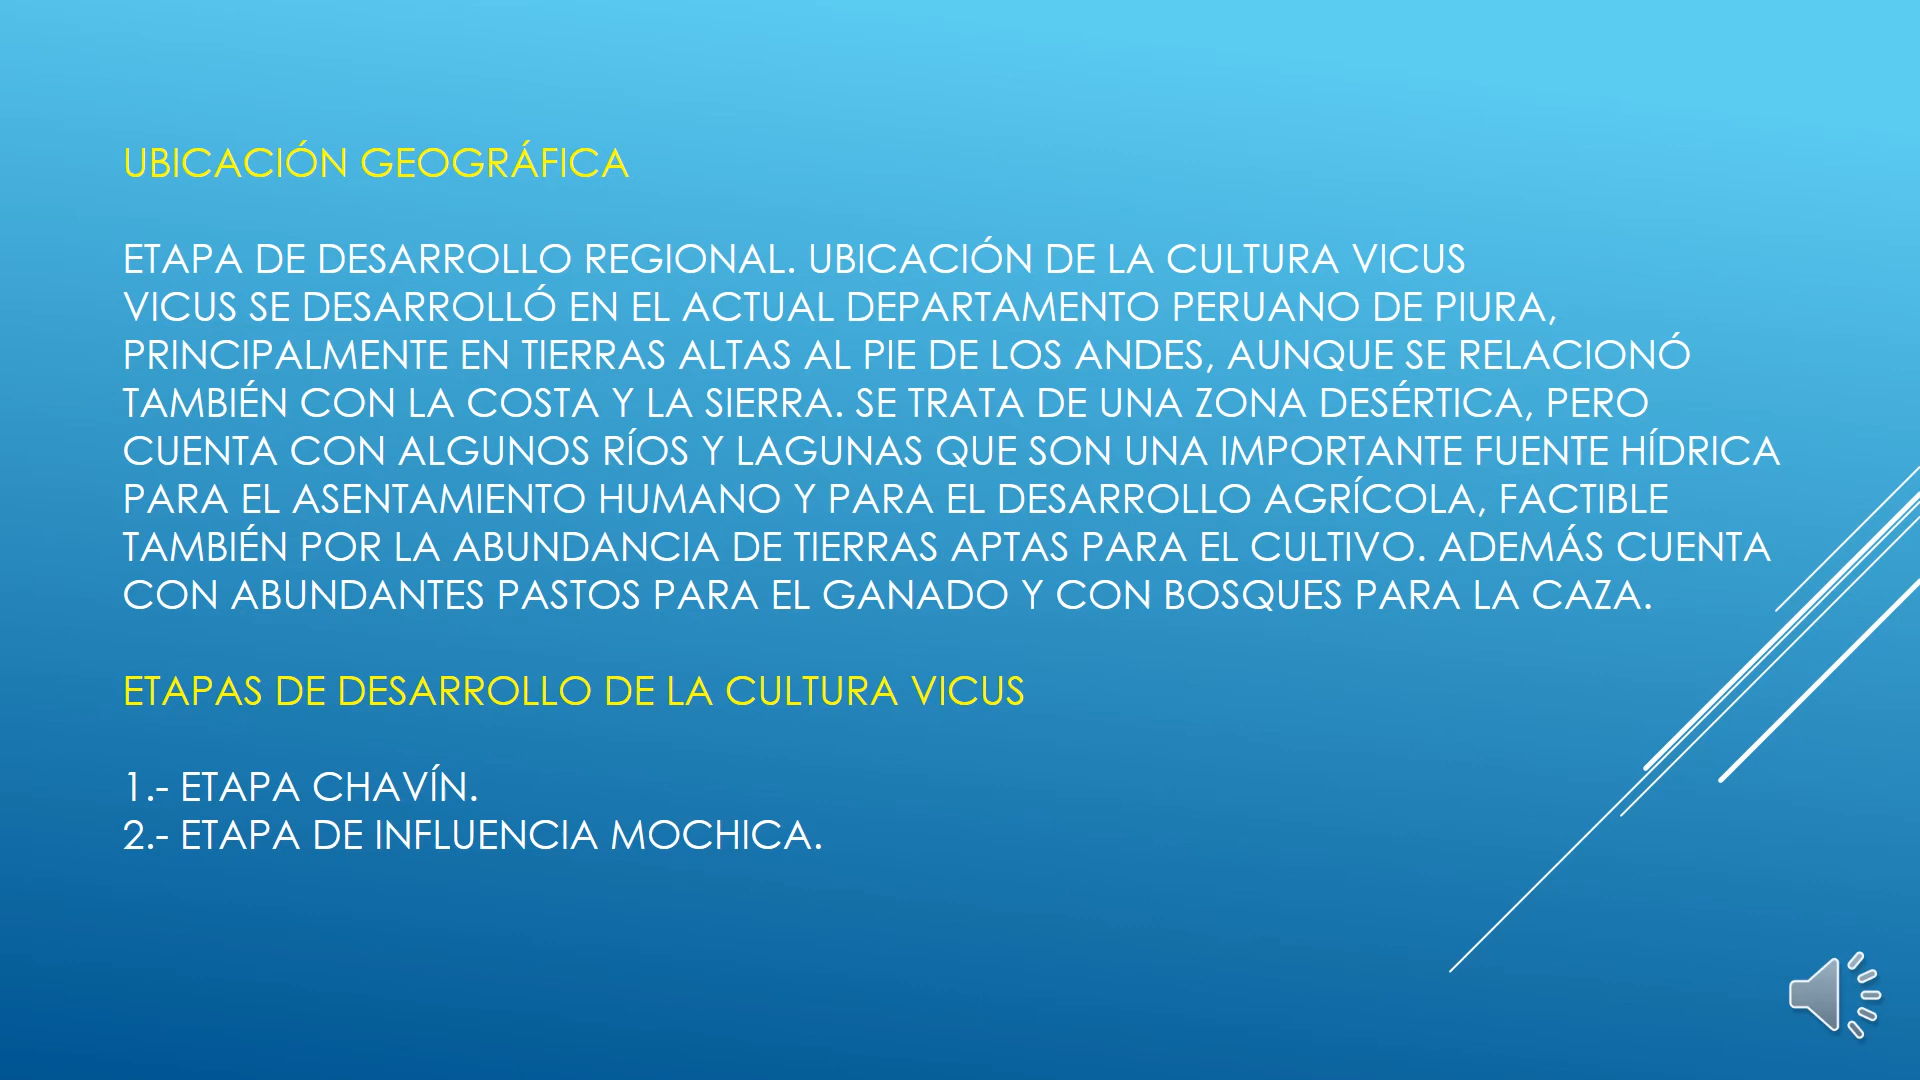 UBICACIÓN GEOGRÁFICA
ETAPA DE DESARROLLO REGIONAL. UBICACIÓN DE LA CULTURA VICUS
VICUS SE DESARROLLÓ EN EL ACTUAL DEPARTAMENTO PERUANO DE PIURA,
PRINCIPALMENTE EN TIERRAS ALTAS AL PIE DE LOS ANDES, AUNQUE SE RELACIONÓ
TAMBIÉN CON LA COSTA Y LA SIERRA. SE TRATA DE UNA ZONA DESÉRTICA, PERO
CUENTA CON ALGUNOS RÍOS Y LAGUNAS QUE SON UNA IMPORTANTE FUENTE HÍDRICA
PARA EL ASENTAMIENTO HUMANO Y PARA EL DESARROLLO AGRÍCOLA, FACTIBLE
TAMBIÉN POR LA ABUNDANCIA DE TIERRAS APTAS PARA EL CULTIVO. ADEMÁS CUENTA
CON ABUNDANTES PASTOS PARA EL GANADO Y CON BOSQUES PARA LA CAZA.
ETAPAS DE DESARROLLO DE LA CULTURA VICUS
1.- ETAPA CHAVÍN.
2.- ETAPA DE INFLUENCIA MOCHICA.